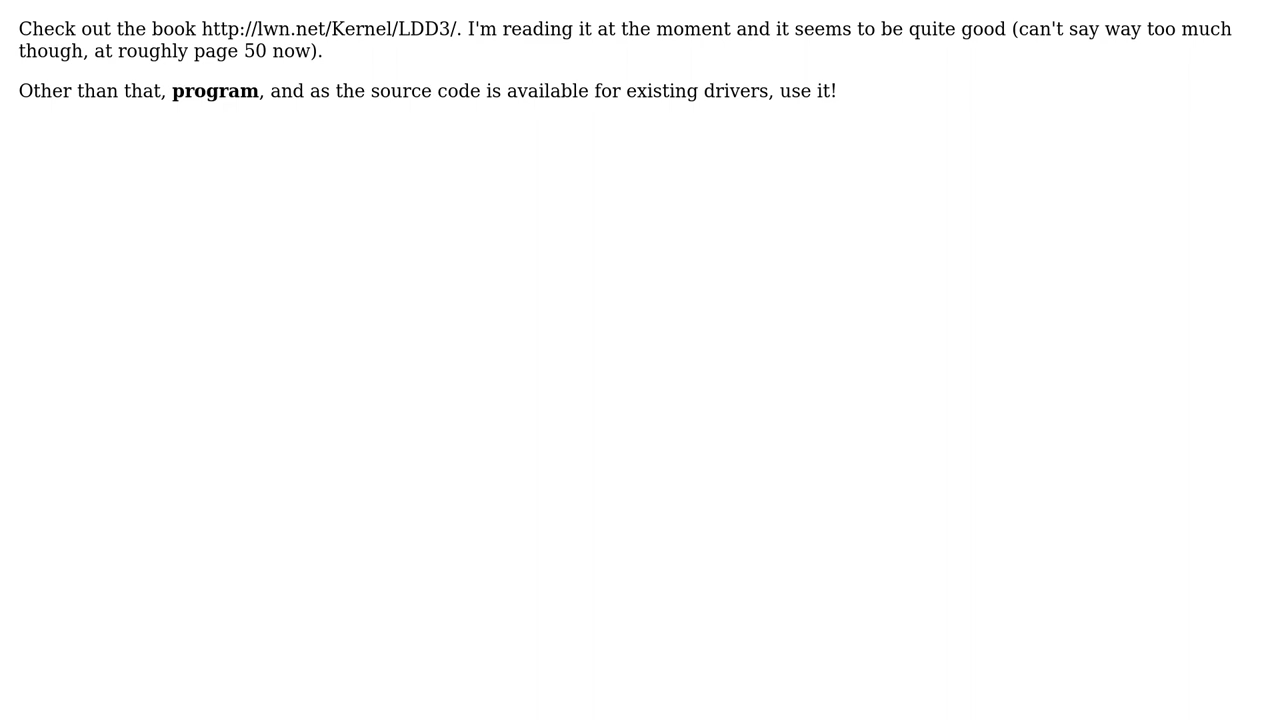 Check out the book http://lwn.net/Kernel/LDD3/. I'm reading it at the moment and it seems to be quite good (can't say way too much
though, at roughly page 50 now).
Other than that, program, and as the source code is available for existing drivers, use it!